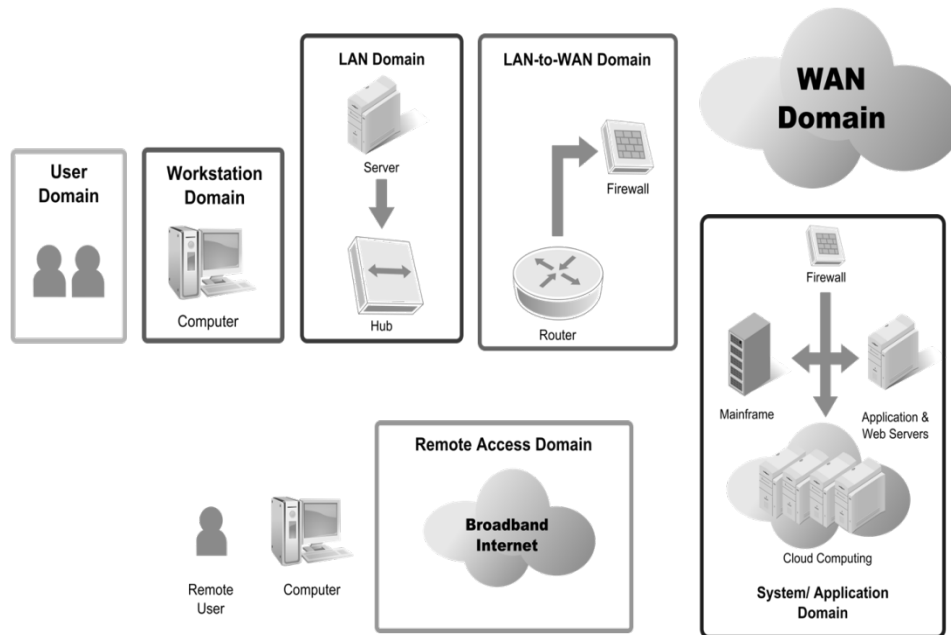 User
Domain
Workstation
Domain
Computer
LAN Domain
Server
Hub
LAN-to-WAN Domain
Firewall
Router
WAN
Domain
Firewall
Mainframe
Application &
Web Servers
Cloud Computing
System/ Application
Domain
Remote Access Domain
Broadband
Internet
Remote
User
Computer